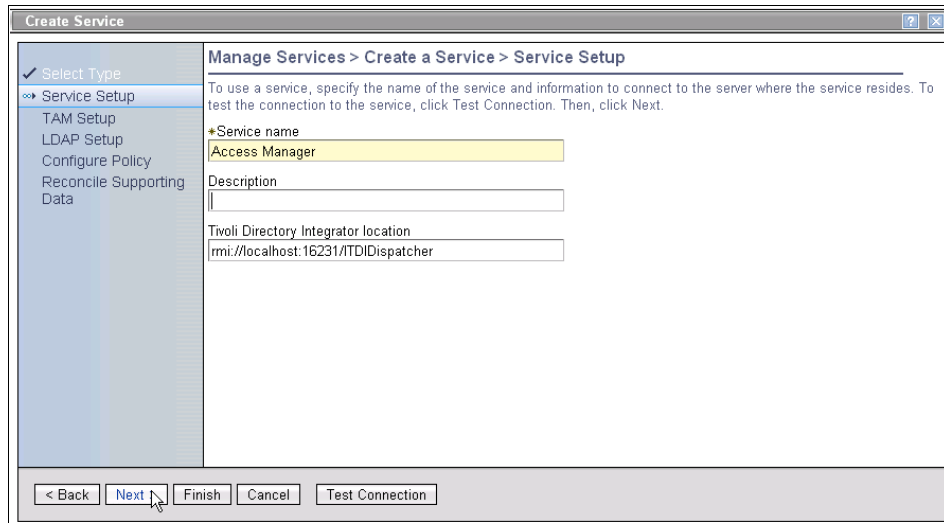 Create Service
Select Type
Service Setup
TAM Setup
LDAP Setup
Configure Policy
Reconcile Supporting
Data
Manage Services > Create a Service > Service Setup
To use a service, specify the name of the service and information to connect to the server where the service resides. To
test the connection to the service, click Test Connection. Then, click Next.
*Service name
Access Manager
Description
Tivoli Directory Integrator location
rmi://localhost:16231/ITDIDispatcher
< Back
Next >
Finish
Cancel
Test Connection